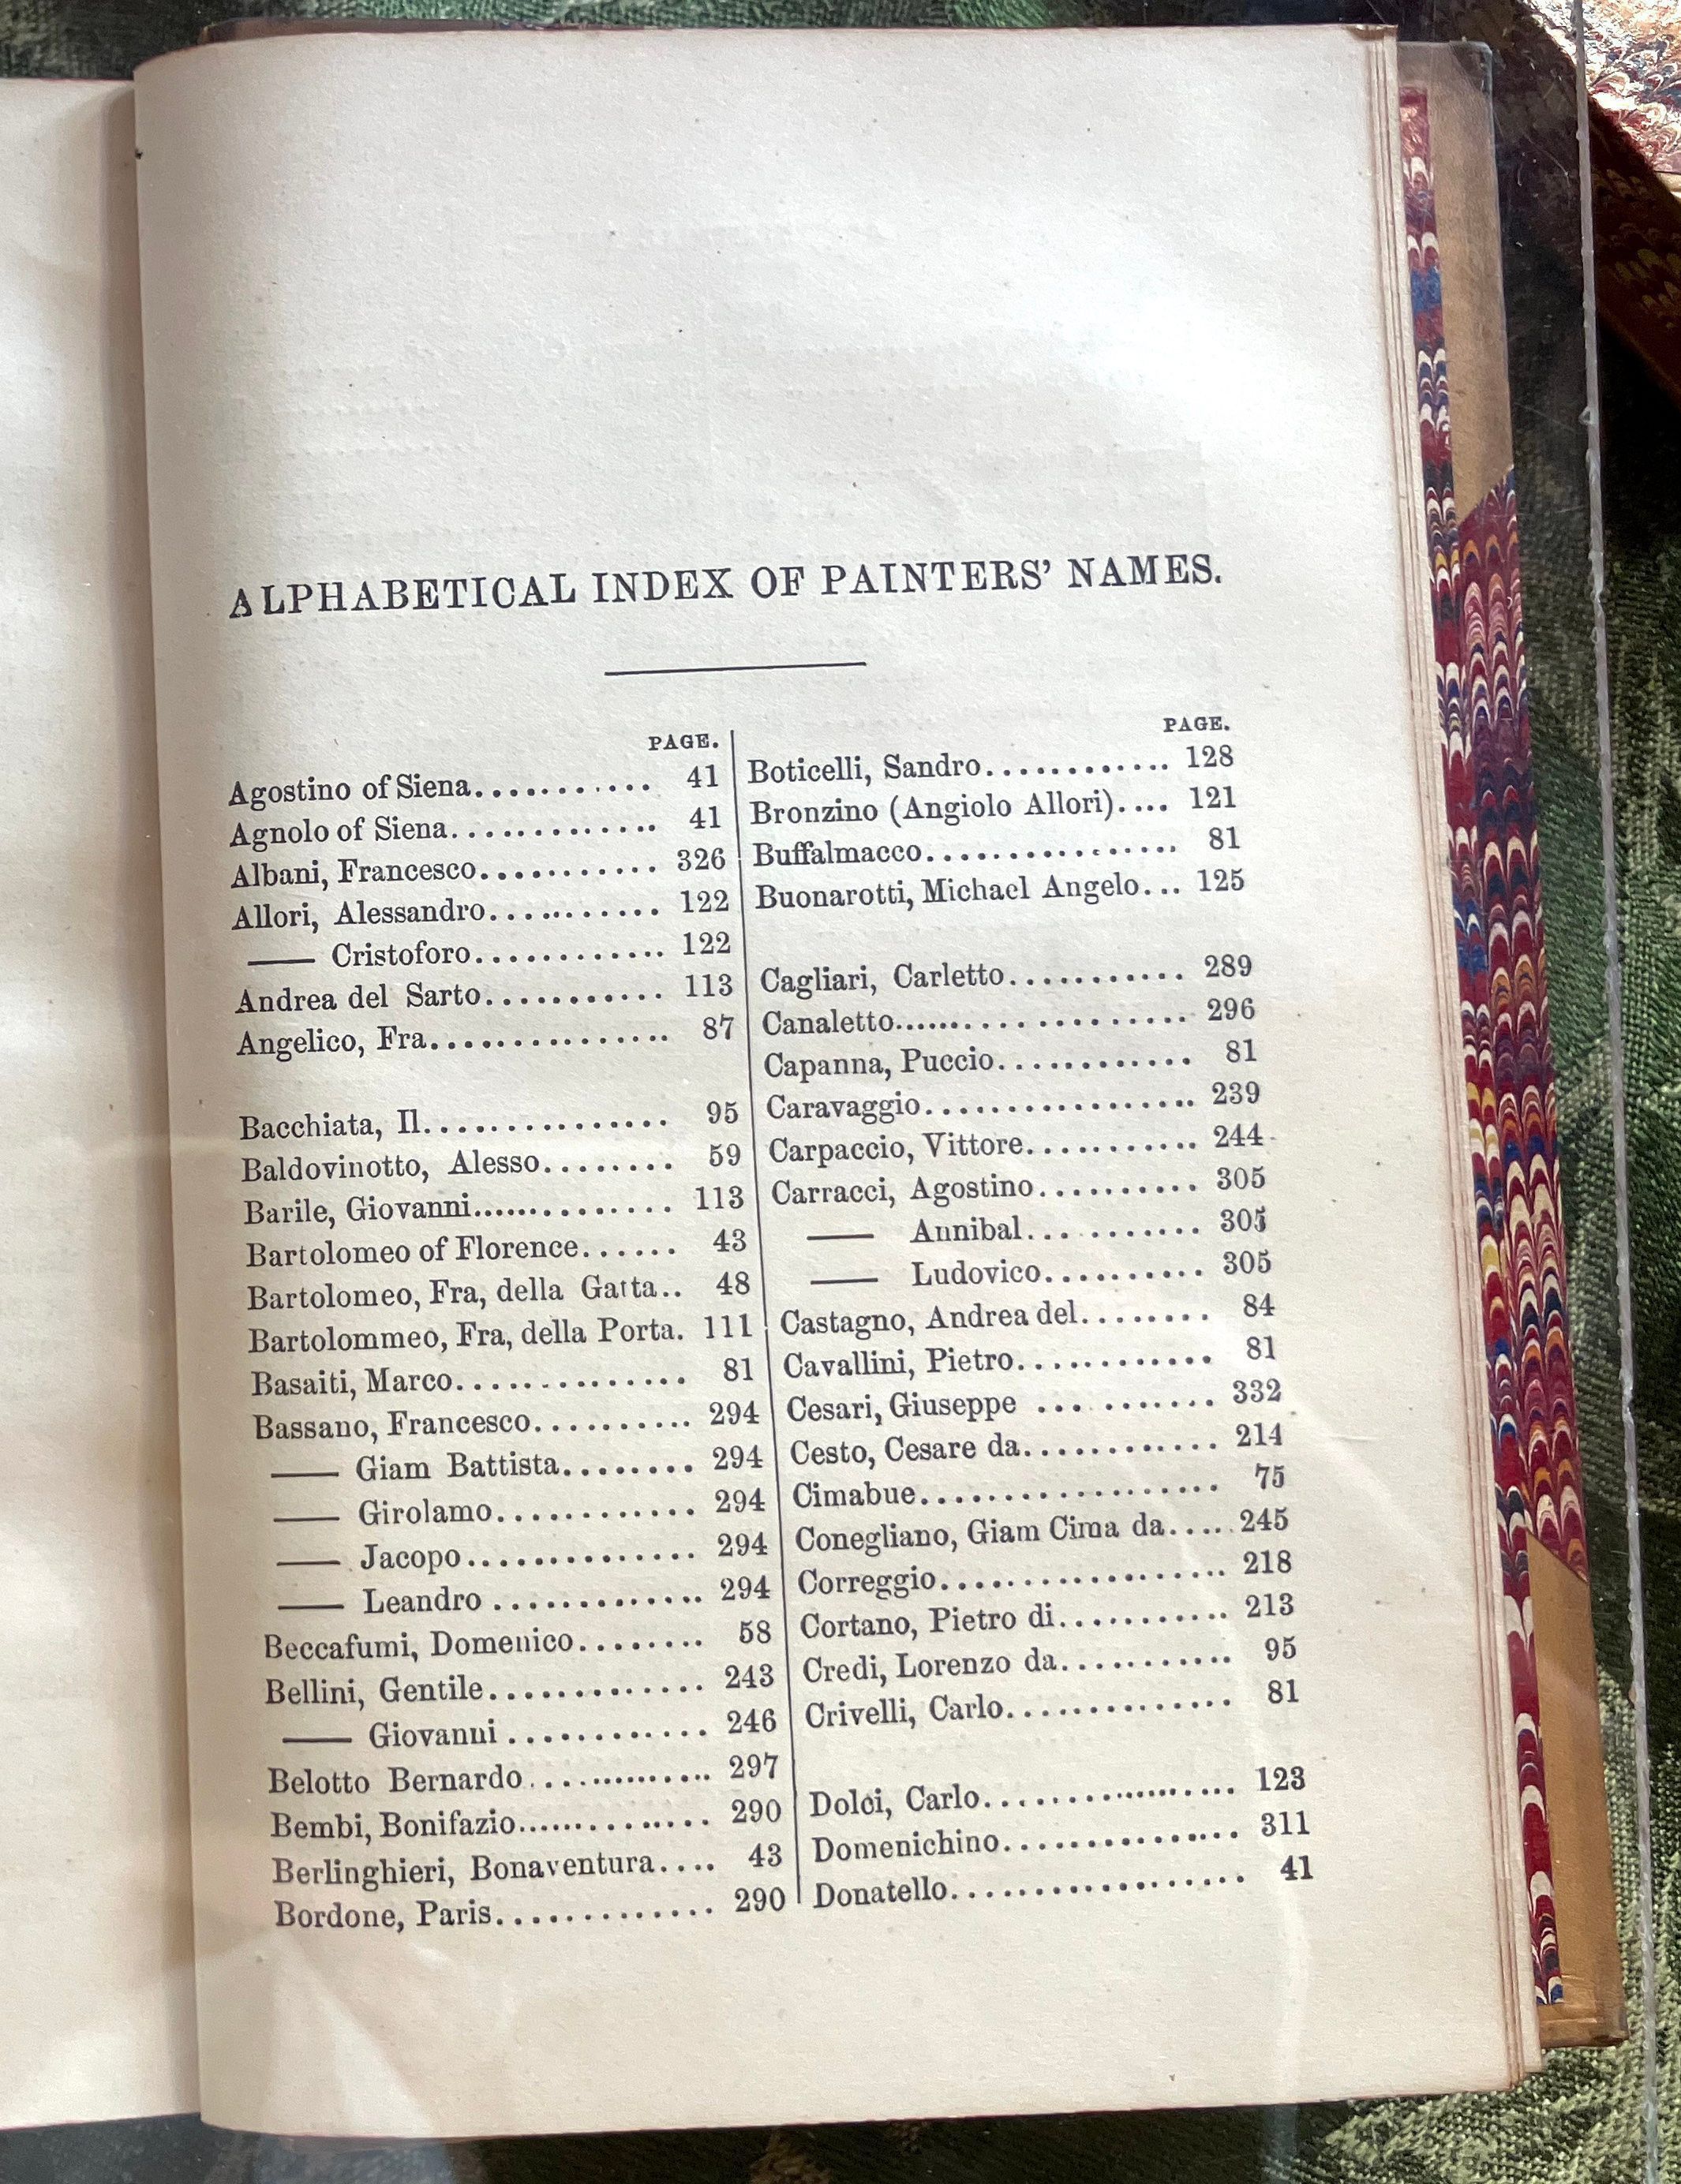 ALPHABETICAL INDEX OF PAINTERS' NAMES.
PAGE.
Agostino of Siena........... 41
Agnolo of Siena............. 41
Albani, Francesco........... 326
Allori, Alessandro.......... 122
—— Cristoforo............ 122
Andrea del Sarto........... 113
Angelico, Fra............... 87
Bacchiata, Il............... 95
Baldovinotto, Alesso........ 59
Barile, Giovanni.............. 113
Bartolomeo of Florence...... 43
Bartolomeo, Fra, della Gatta.. 48
Bartolommeo, Fra, della Porta. 111
Basaiti, Marco.............. 81
Bassano, Francesco.......... 294
—— Giam Battista........ 294
—— Girolamo............ 294
—— Jacopo.............. 294
—— Leandro ............. 294
Beccafumi, Domenico........ 58
Bellini, Gentile............. 243
—— Giovanni ............ 246
Belotto Bernardo............. 297
Bembi, Bonifazio............. 290
Berlinghieri, Bonaventura.... 43
Bordone, Paris............. 290
PAGE.
Boticelli, Sandro............ 128
Bronzino (Angiolo Allori).... 121
Buffalmacco................ 81
Buonarotti, Michael Angelo... 125
Cagliari, Carletto........... 289
Canaletto................... 296
Capanna, Puccio............ 81
Caravaggio................. 239
Carpaccio, Vittore........... 244
Carracci, Agostino.......... 305
—— Annibal........... 305
—— Ludovico.......... 305
Castagno, Andrea del........ 84
Cavallini, Pietro............ 81
Cesari, Giuseppe ... ....... 332
Cesto, Cesare da............ 214
Cimabue.................. 75
Conegliano, Giam Cima da..... 245
Correggio................. 218
Cortano, Pietro di........... 213
Credi, Lorenzo da........... 95
Crivelli, Carlo.............. 81
Dolci, Carlo................. 123
Domenichino............... 311
Donatello.................. 41